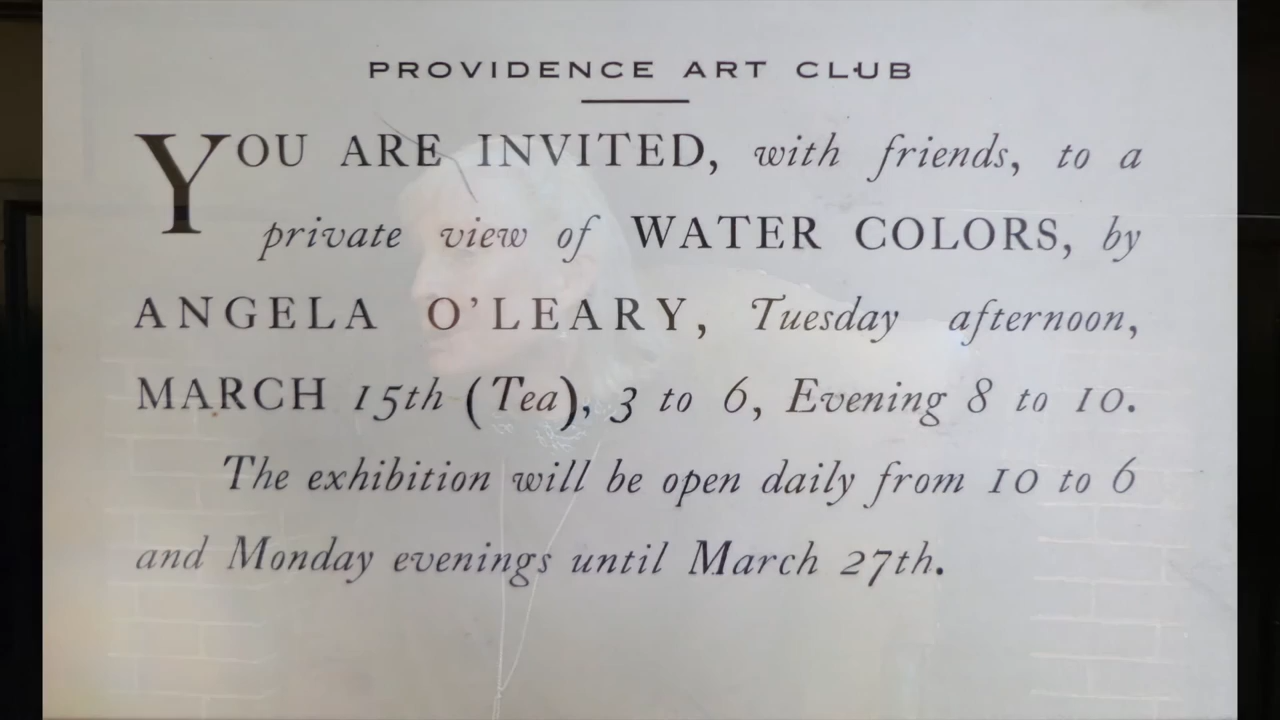 PROVIDENCE ART CLUB
YOU ARE INVITED, with friends, to a
private view of WATER COLORS, by
ANGELA O'LEARY, Tuesday afternoon,
MARCH 15th (Tea), 3 to 6, Evening 8 to 10.
The exhibition will be open daily from 10 to 6
and Monday evenings until March 27th.